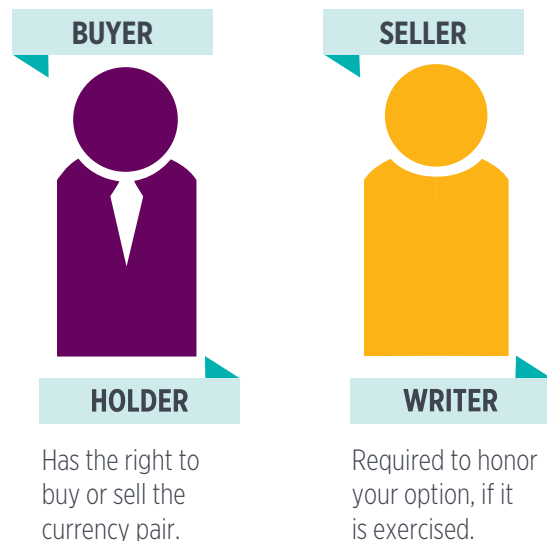 BUYER
SELLER
HOLDER
WRITER
Has the right to
buy or sell the
currency pair.
Required to honor
your option, if it
is exercised.